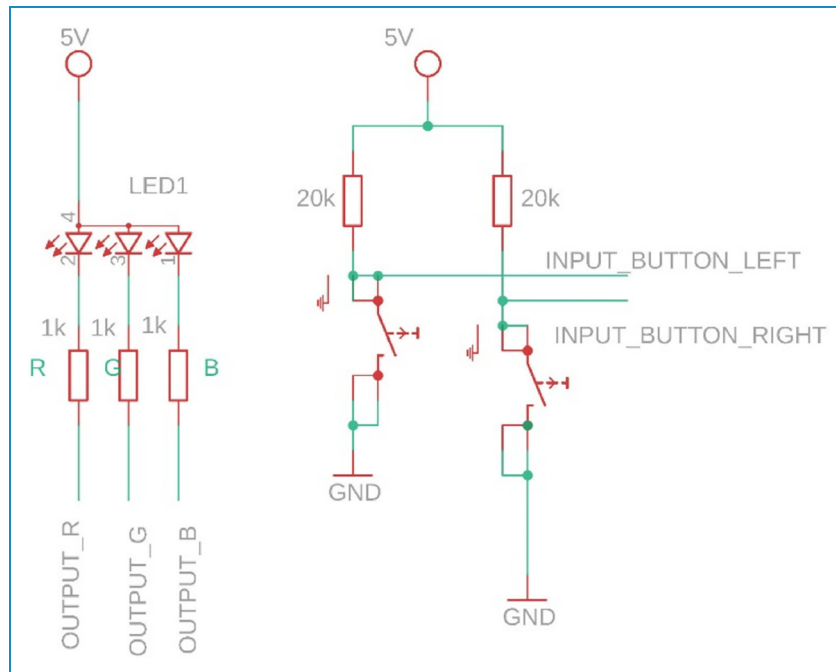 5V
5V
LED1
4
2
3
1
20k
20k
INPUT_BUTTON_LEFT
INPUT_BUTTON_RIGHT
1k
1k
1k
R
G
B
GND
GND
OUTPUT_R
OUTPUT_G
OUTPUT_B